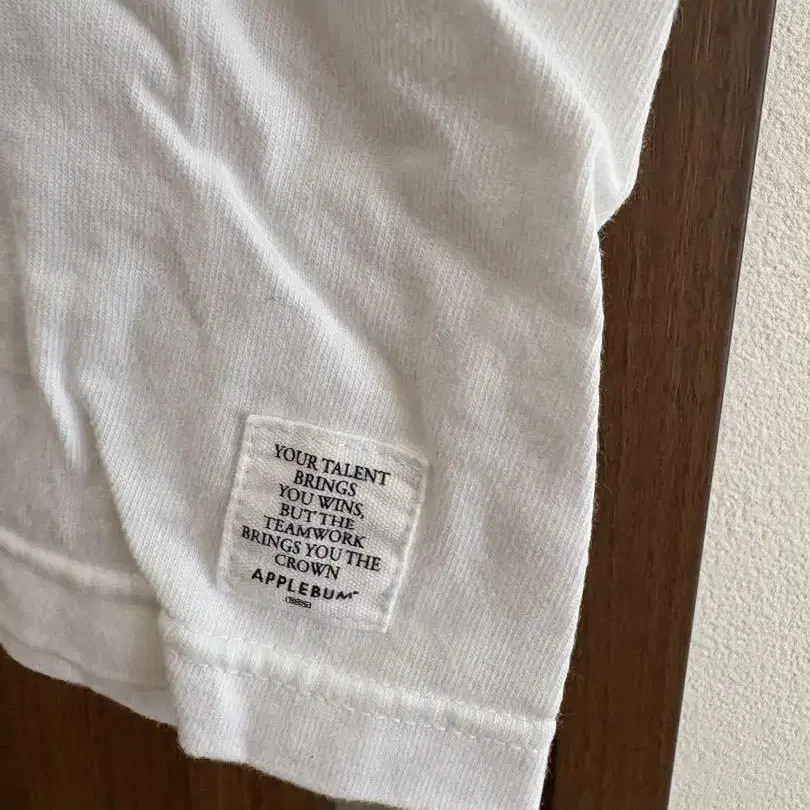 YOUR TALENT
BRINGS
YOU WINS,
BUT THE
TEAMWORK
BRINGS YOU THE
CROWN
APPLEBUM